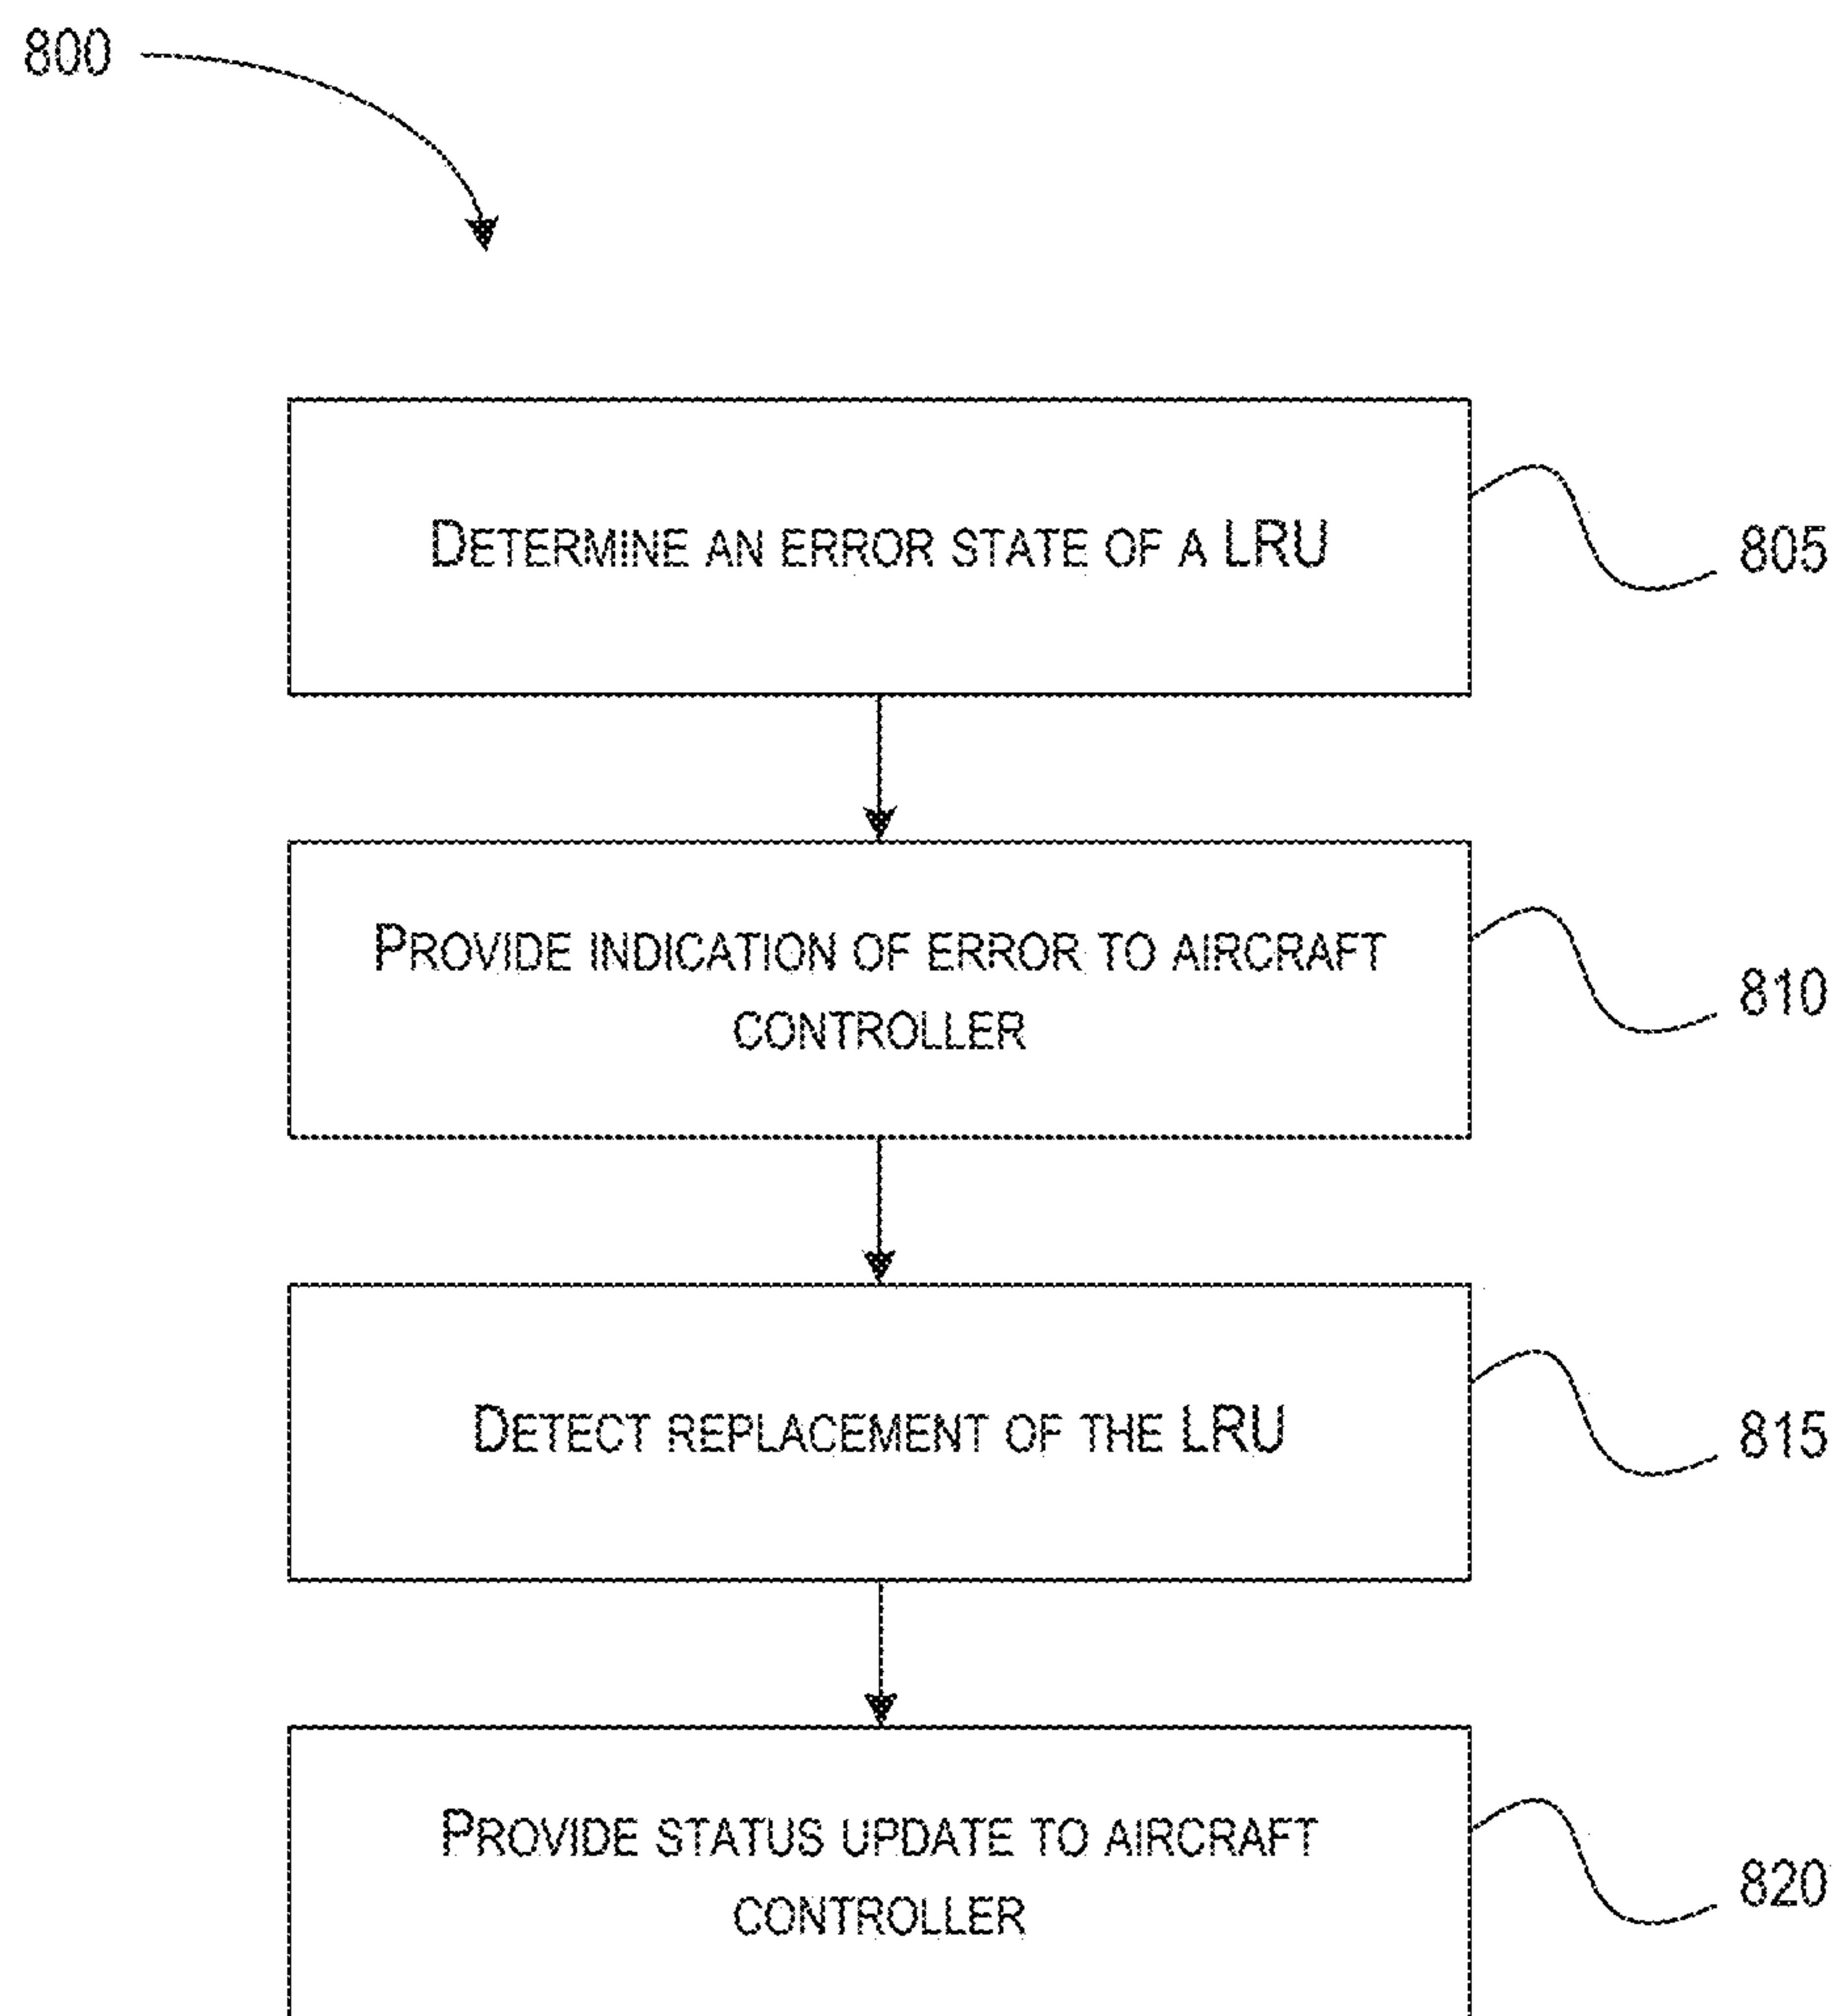 800
DETERMINE AN ERROR STATE OF A LRU
805
PROVIDE INDICATION OF ERROR TO AIRCRAFT
CONTROLLER
810
DETECT REPLACEMENT OF THE LRU
815
PROVIDE STATUS UPDATE TO AIRCRAFT
CONTROLLER
820